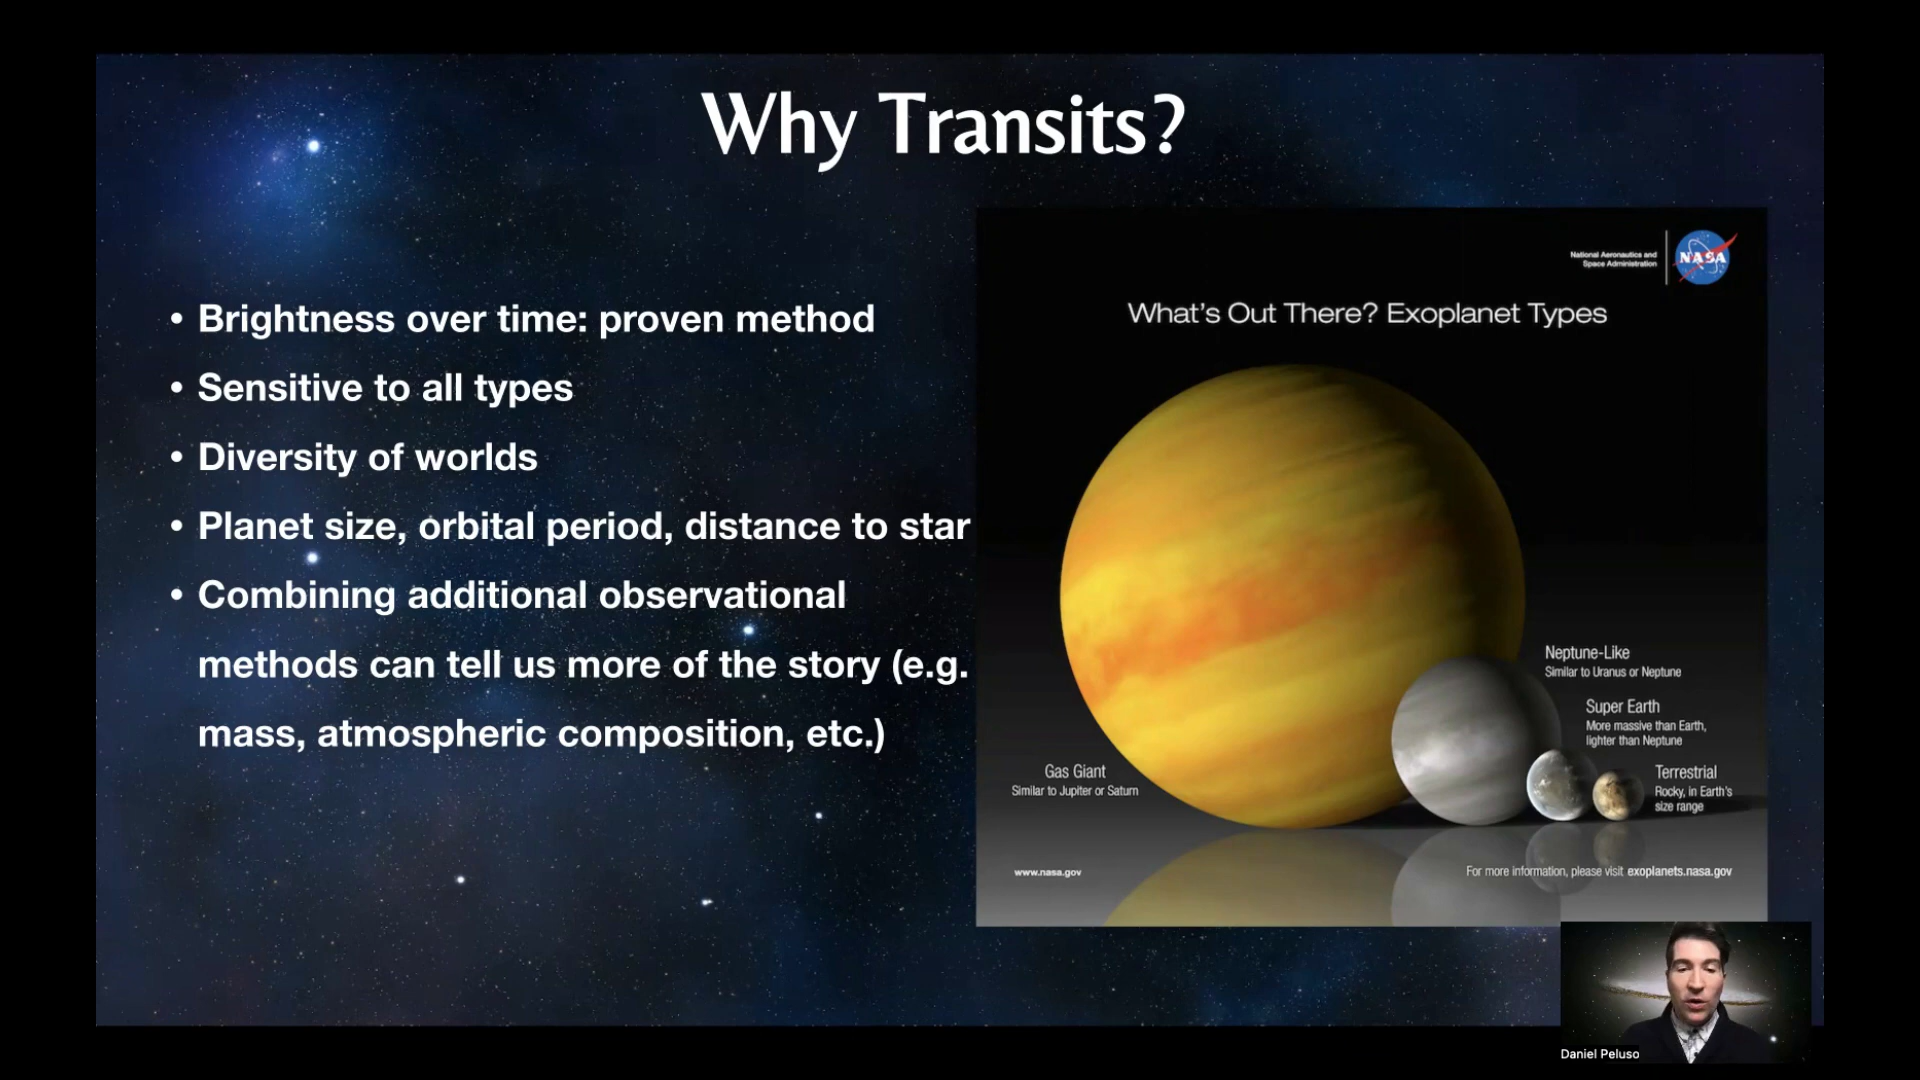 Why Transits?
• Brightness over time: proven method
• Sensitive to all types
• Diversity of worlds
• Planet size, orbital period, distance to star
• Combining additional observational
methods can tell us more of the story (e.g.
mass, atmospheric composition, etc.)
National Aeronautics and
Space Administration
NASA
What's Out There? Exoplanet Types
Neptune-Like
Similar to Uranus or Neptune
Super Earth
More massive than Earth,
lighter than Neptune
Terrestrial
Rocky, in Earth's
size range
Gas Giant
Similar to Jupiter or Saturn
www.nasa.gov
For more information, please visit exoplanets.nasa.gov
Daniel Peluso